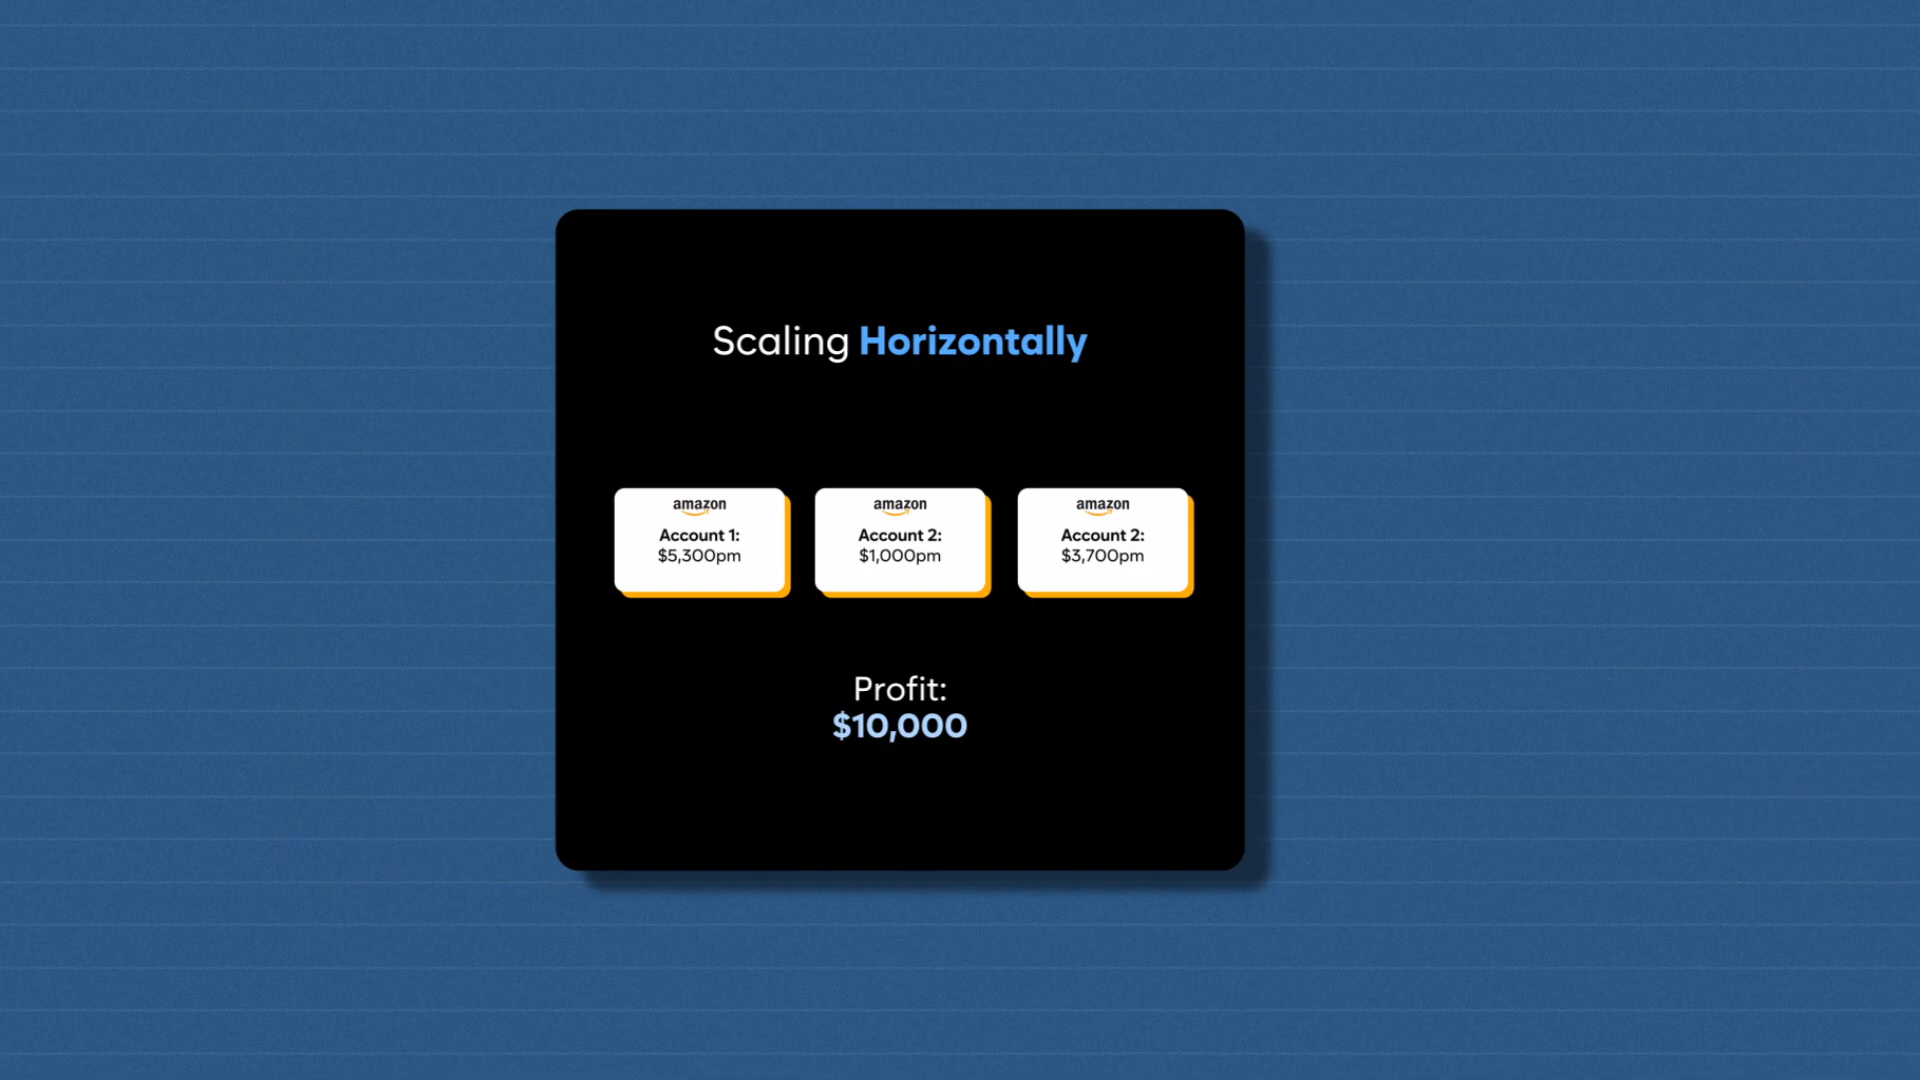 Scaling Horizontally
amazon
Account 1:
$5,300pm
amazon
Account 2:
$1,000pm
amazon
Account 2:
$3,700pm
Profit:
$10,000